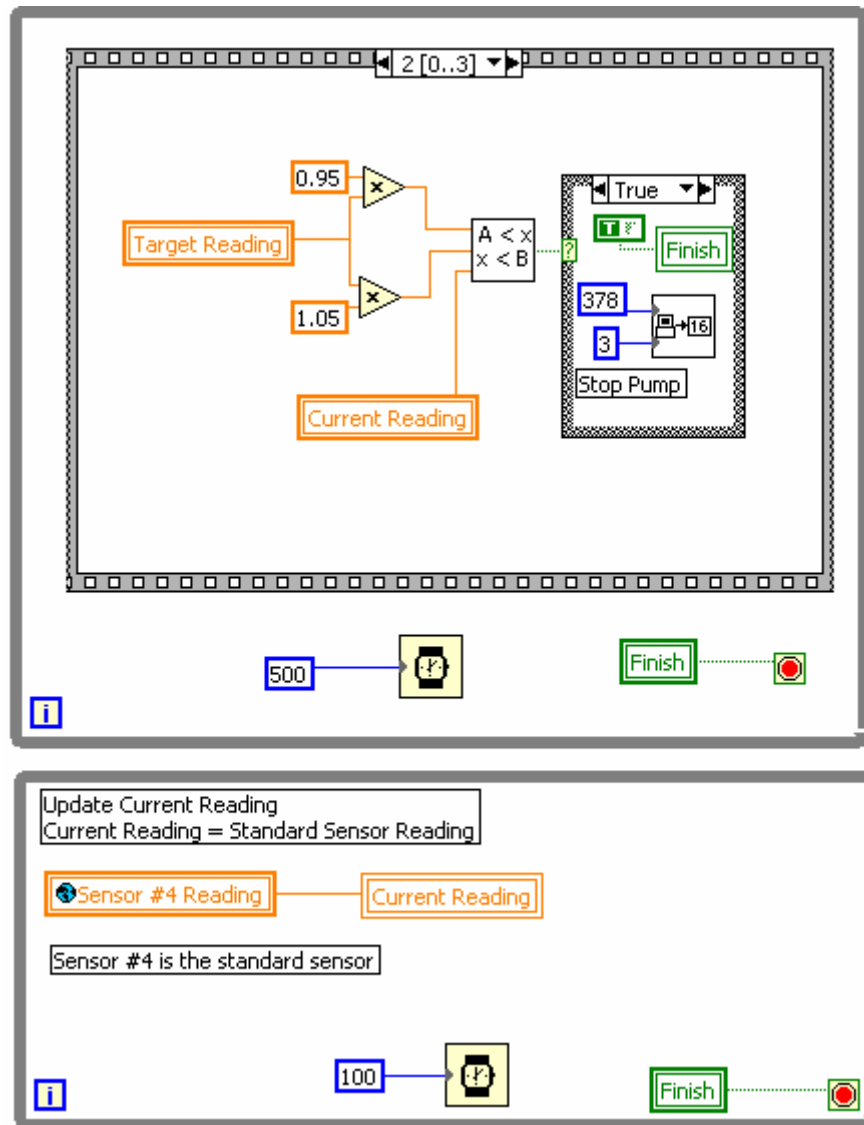 2 [0..3]
0.95
True
A < x
x < B
T
Target Reading
Finish
?
378
16
1.05
3
Stop Pump
Current Reading
500
Finish
i
Update Current Reading
Current Reading = Standard Sensor Reading
Sensor #4 Reading
Current Reading
Sensor #4 is the standard sensor
100
Finish
i